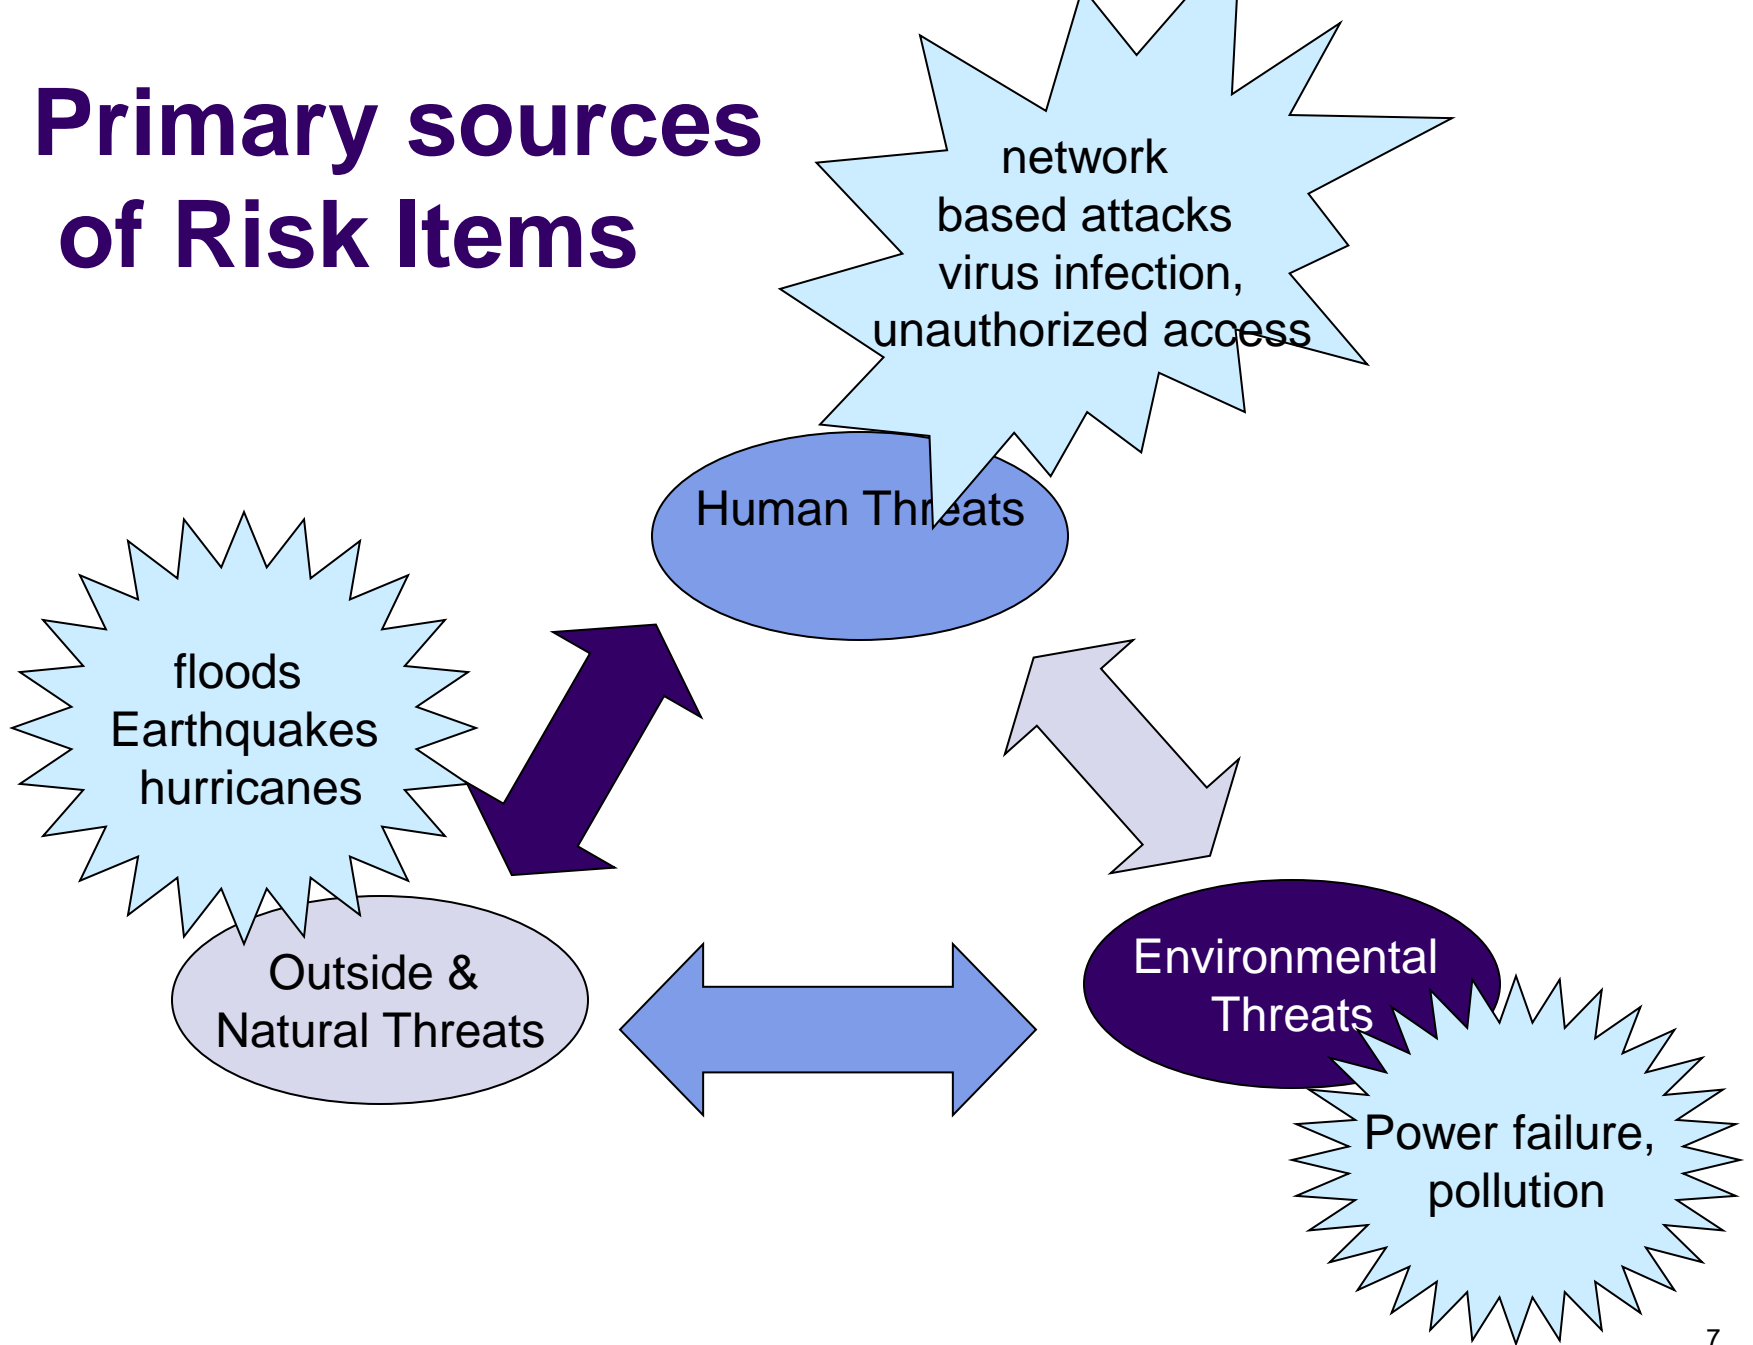 Primary sources
of Risk Items
network
based attacks
virus infection,
unauthorized access
Human Threats
floods
Earthquakes
hurricanes
Outside &
Natural Threats
Environmental
Threats
Power failure,
pollution
7